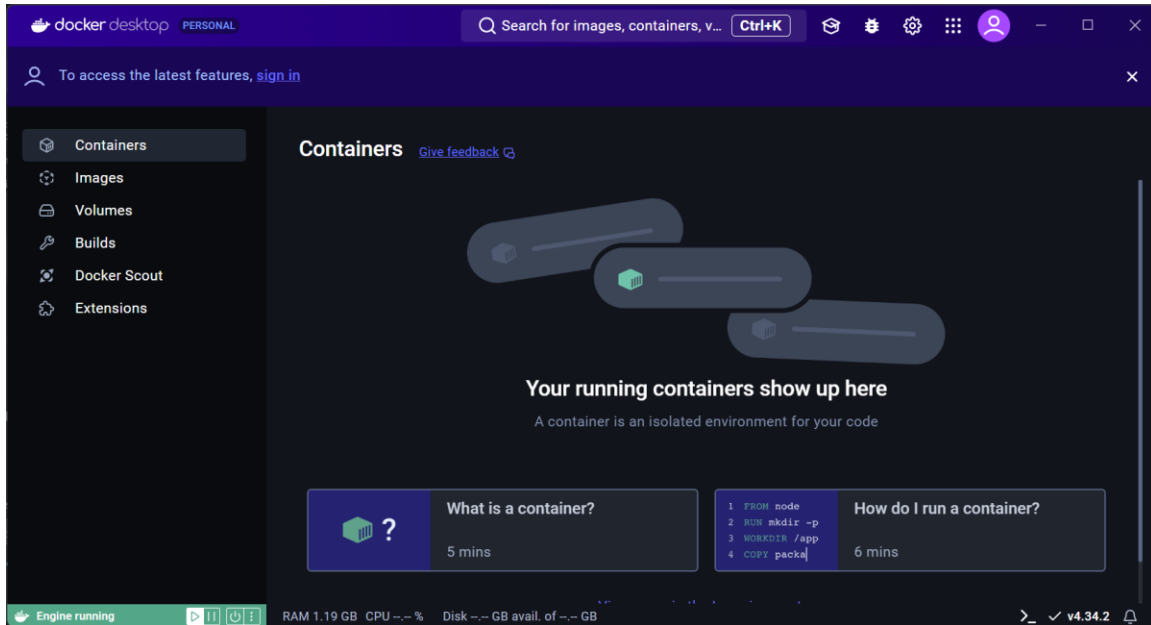 docker desktop PERSONAL
Search for images, containers, v... Ctrl+K
To access the latest features, sign in
Containers
Images
Volumes
Builds
Docker Scout
Extensions
Containers Give feedback
Your running containers show up here
A container is an isolated environment for your code
?
What is a container?
5 mins
1 FROM node
2 RUN mkdir -p
3 WORKDIR /app
4 COPY packa
How do I run a container?
6 mins
Engine running
RAM 1.19 GB CPU --.-- % Disk --.-- GB avail. of --.-- GB
>_ v4.34.2